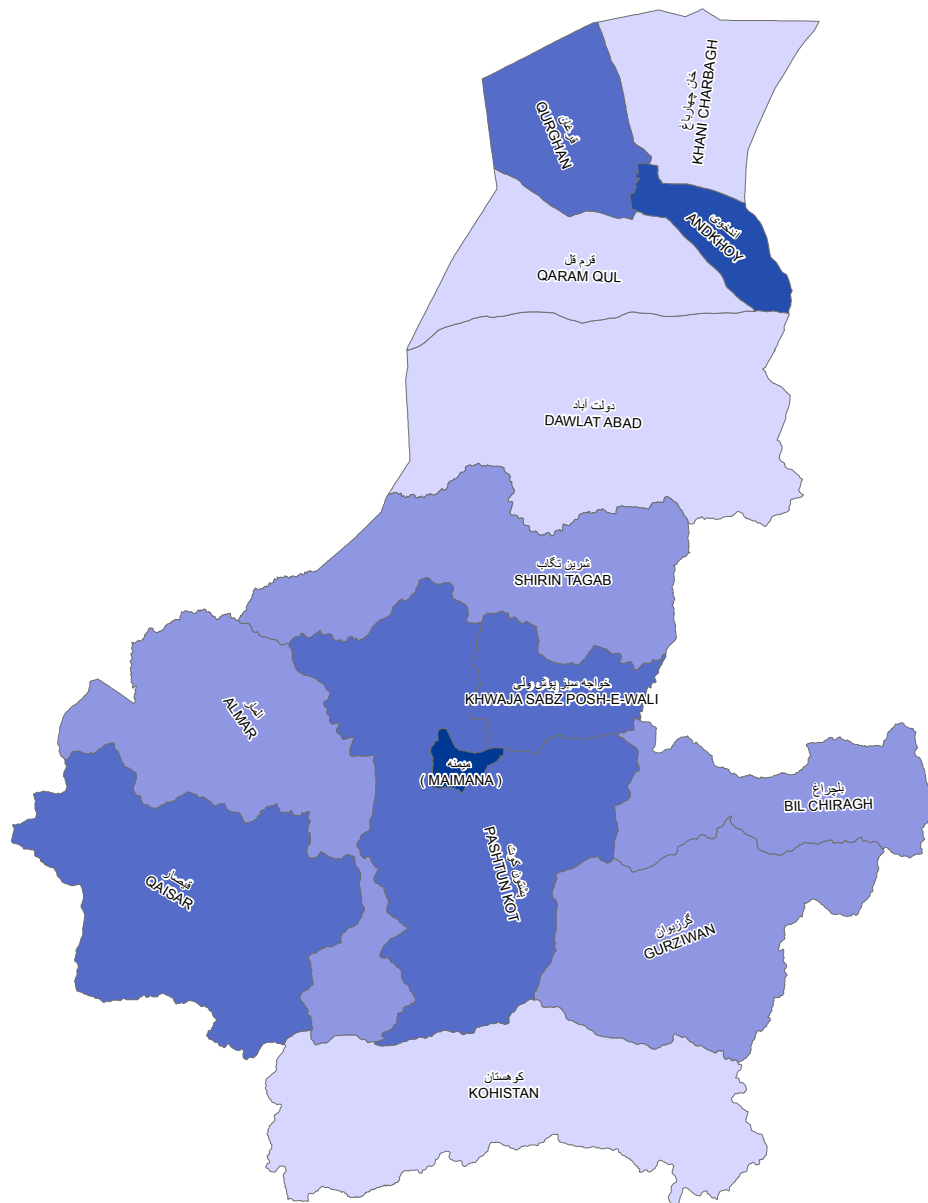 خان چهارباغ
KHANI CHARBAGH
قرغان
QURGHAN
اندخوی
ANDKHOY
قرم قل
QARAM QUL
دولت آباد
DAWLAT ABAD
شرین تگاب
SHIRIN TAGAB
خواجه سبز پوش ولی
KHWAJA SABZ POSH-E-WALI
المار
ALMAR
میمنه
( MAIMANA )
بلچراغ
BIL CHIRAGH
پشتون کوت
PASHTUN KOT
قیصار
QAISAR
گرزیوان
GURZIWAN
کوهستان
KOHISTAN